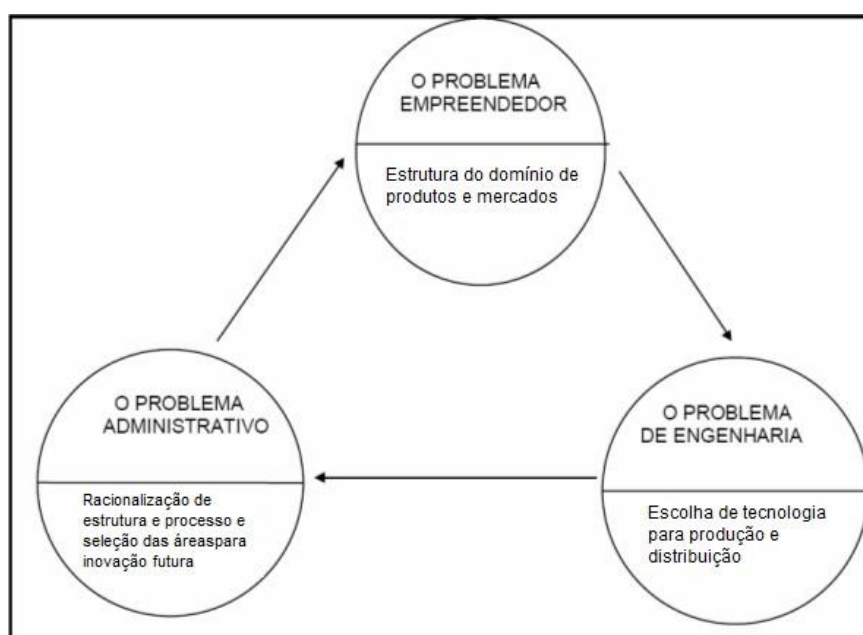 O PROBLEMA
EMPREENDEDOR
Estrutura do domínio de
produtos e mercados
O PROBLEMA
ADMINISTRATIVO
Racionalização de
estrutura e processo e
seleção das áreaspara
inovação futura
O PROBLEMA
DE ENGENHARIA
Escolha de tecnologia
para produção e
distribuição